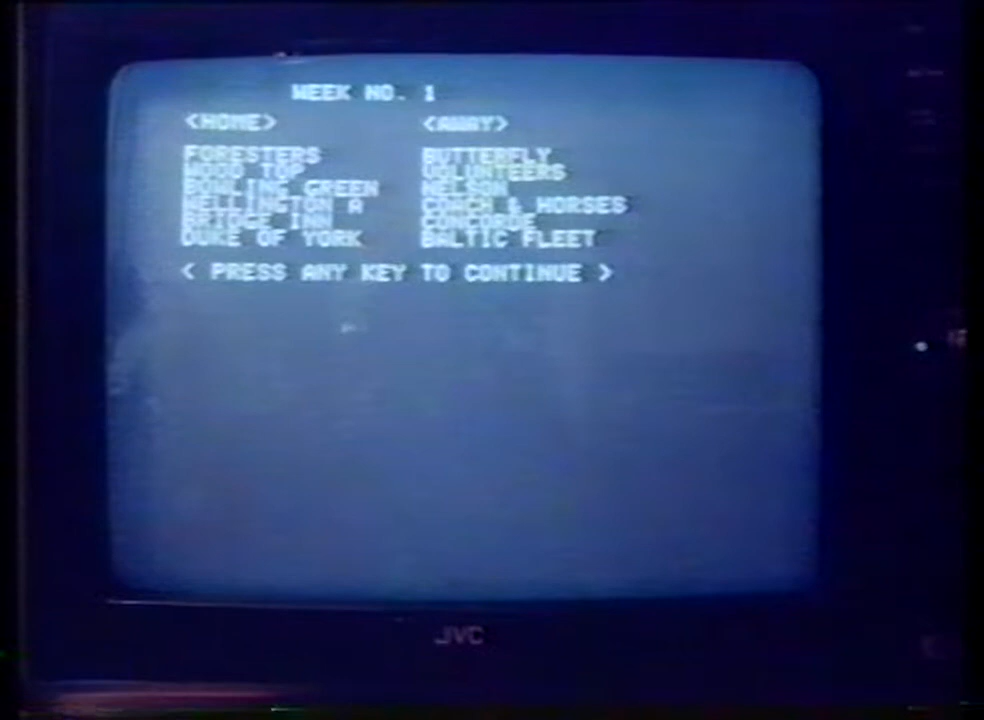 WEEK NO. 1
<HOME> <AWAY>
FORESTERS BUTTERFLY
WOOD TOP VOLUNTEERS
BOWLING GREEN NELSON
WELLINGTON A COACH & HORSES
BRIDGE INN CONCORDE
DUKE OF YORK BALTIC FLEET
< PRESS ANY KEY TO CONTINUE >
JVC